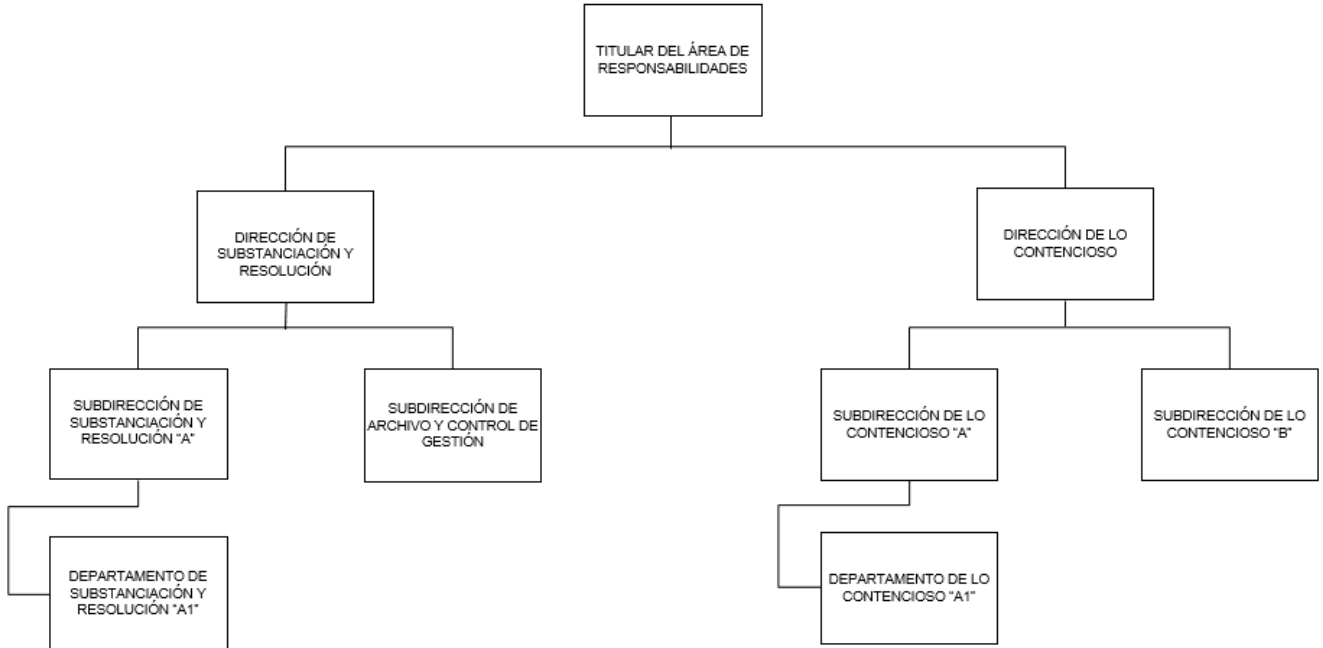 TITULAR DEL ÁREA DE
RESPONSABILIDADES
DIRECCIÓN DE
SUBSTANCIACIÓN Y
RESOLUCIÓN
DIRECCIÓN DE LO
CONTENCIOSO
SUBDIRECCIÓN DE
SUBSTANCIACIÓN Y
RESOLUCIÓN “A”
SUBDIRECCIÓN DE
ARCHIVO Y CONTROL DE
GESTIÓN
SUBDIRECCIÓN DE LO
CONTENCIOSO “A”
SUBDIRECCIÓN DE LO
CONTENCIOSO “B”
DEPARTAMENTO DE
SUBSTANCIACIÓN Y
RESOLUCIÓN “A1”
DEPARTAMENTO DE LO
CONTENCIOSO “A1”